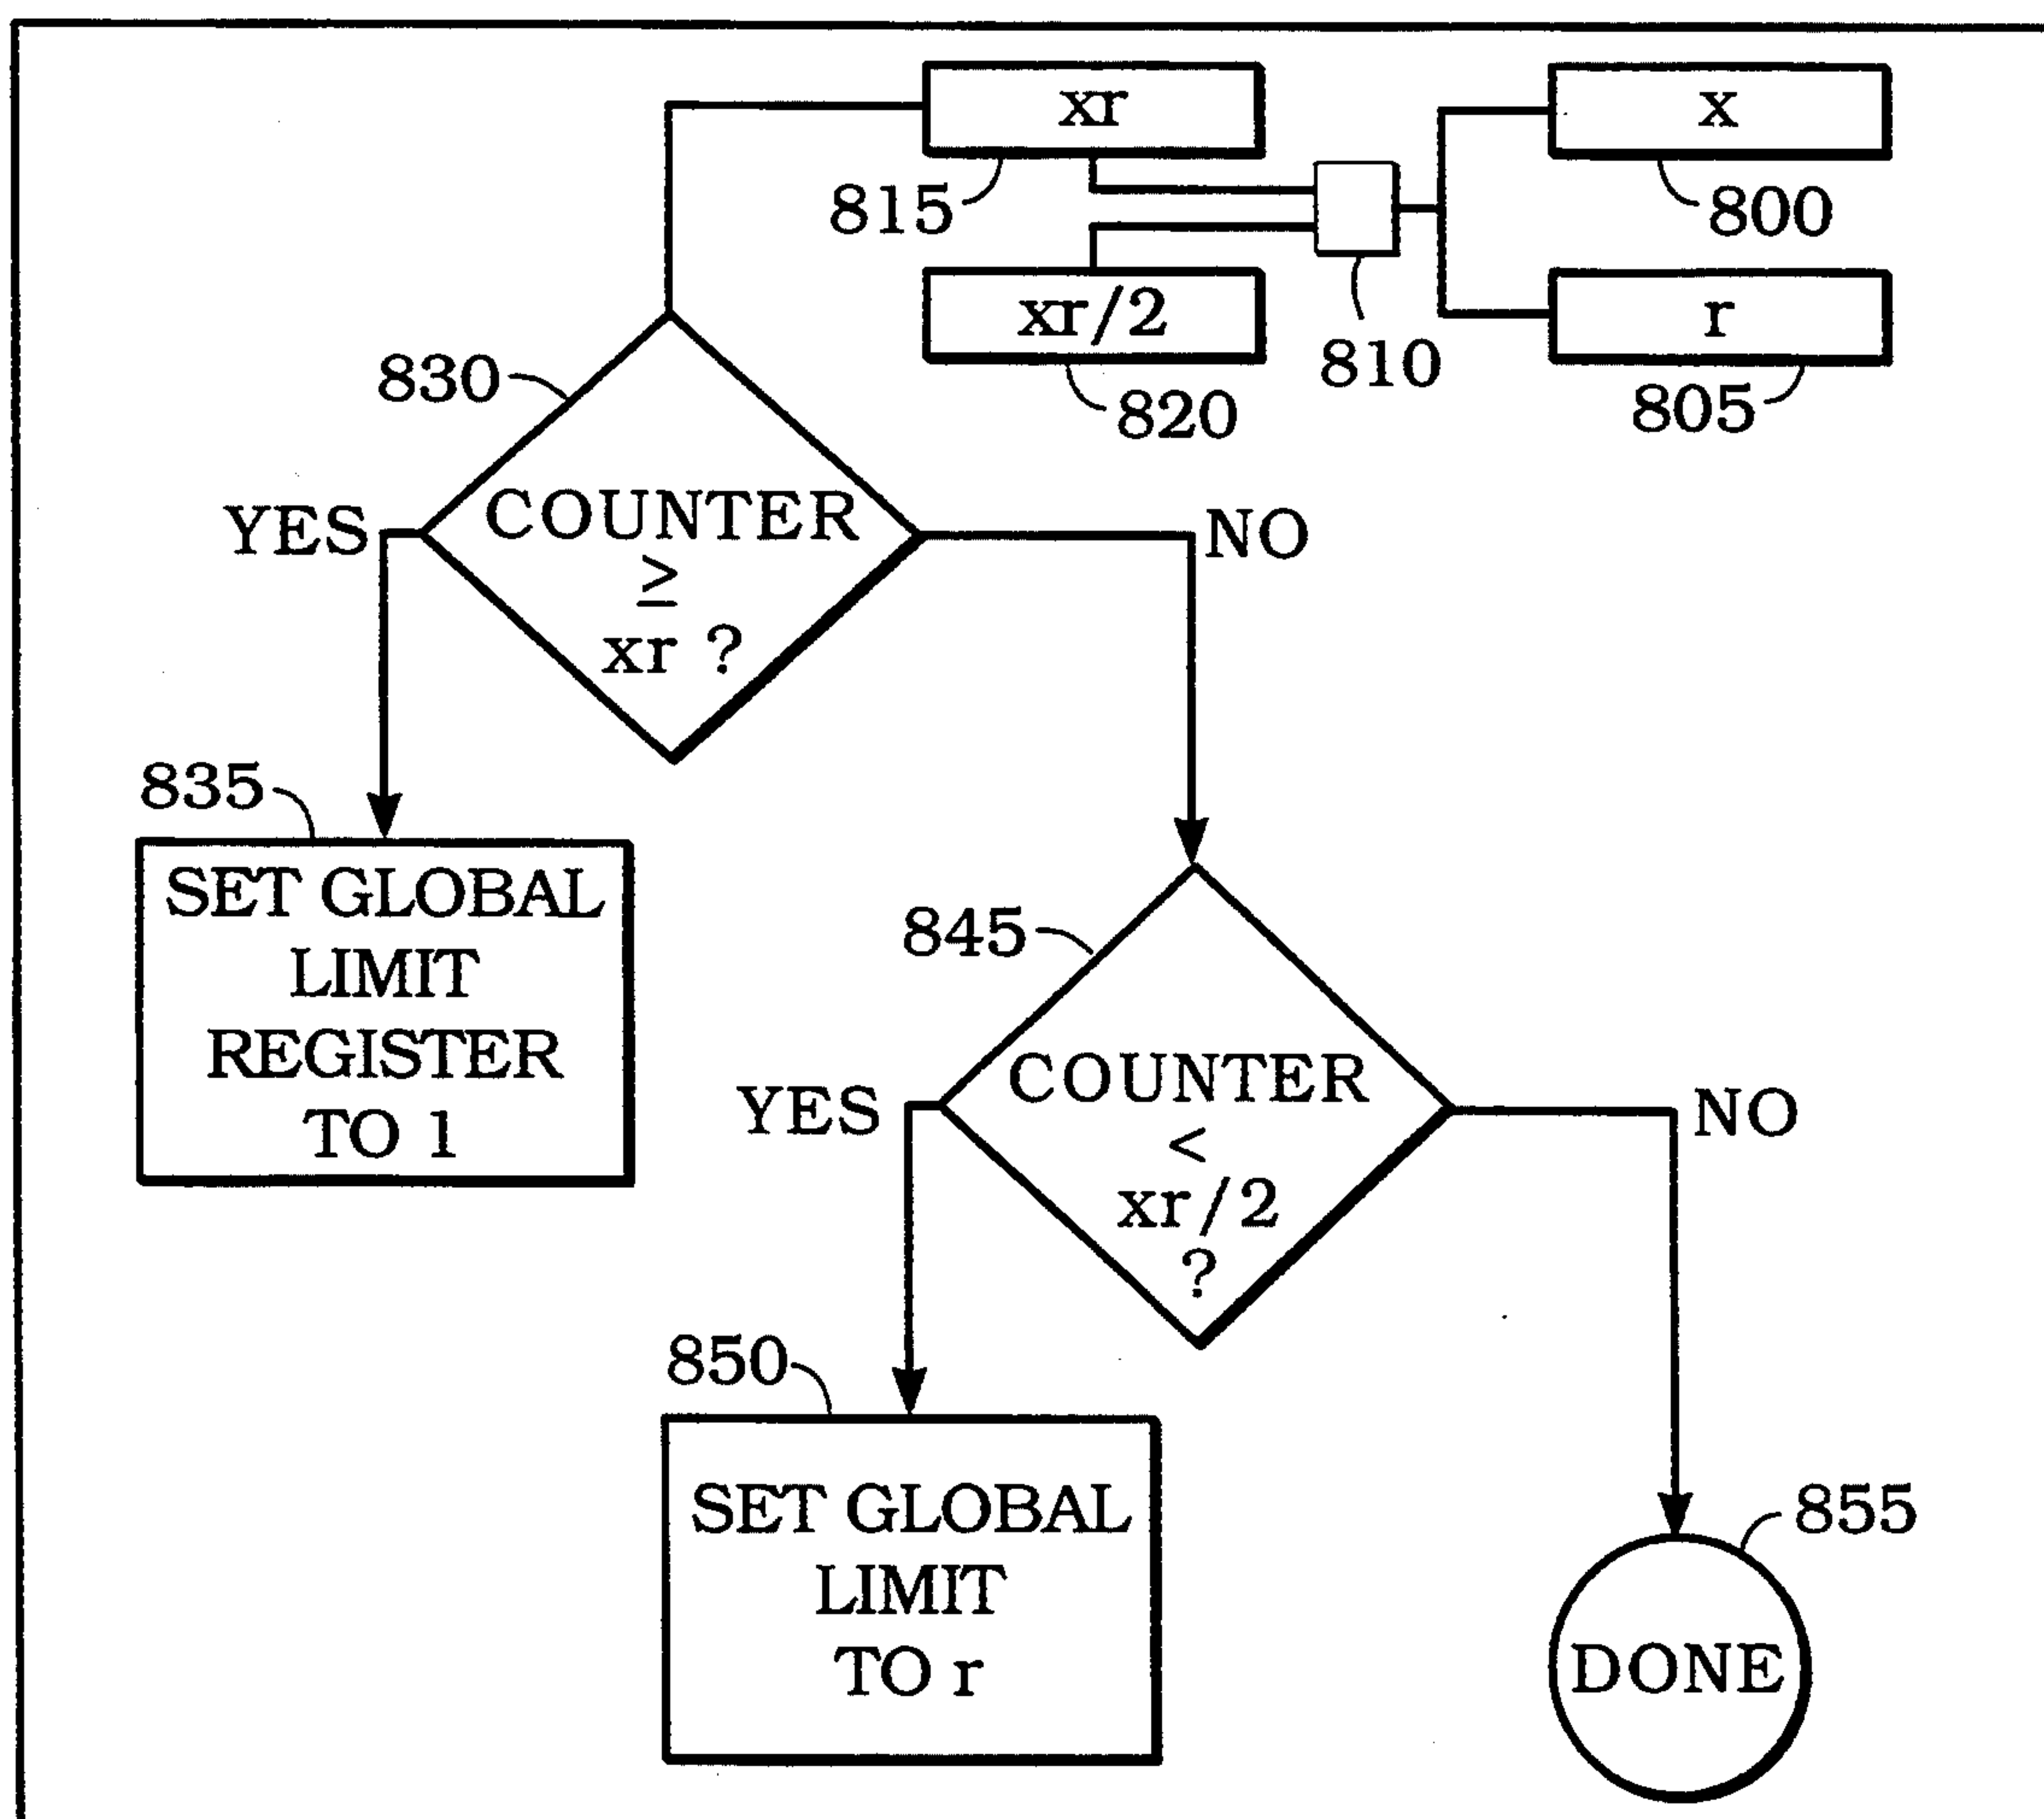 xr
x
815
800
xr/2
r
810
830
820
805
COUNTER
≥
xr ?
YES
NO
835
SET GLOBAL
LIMIT
REGISTER
TO 1
845
COUNTER
<
xr/2
?
YES
NO
850
SET GLOBAL
LIMIT
TO r
855
DONE